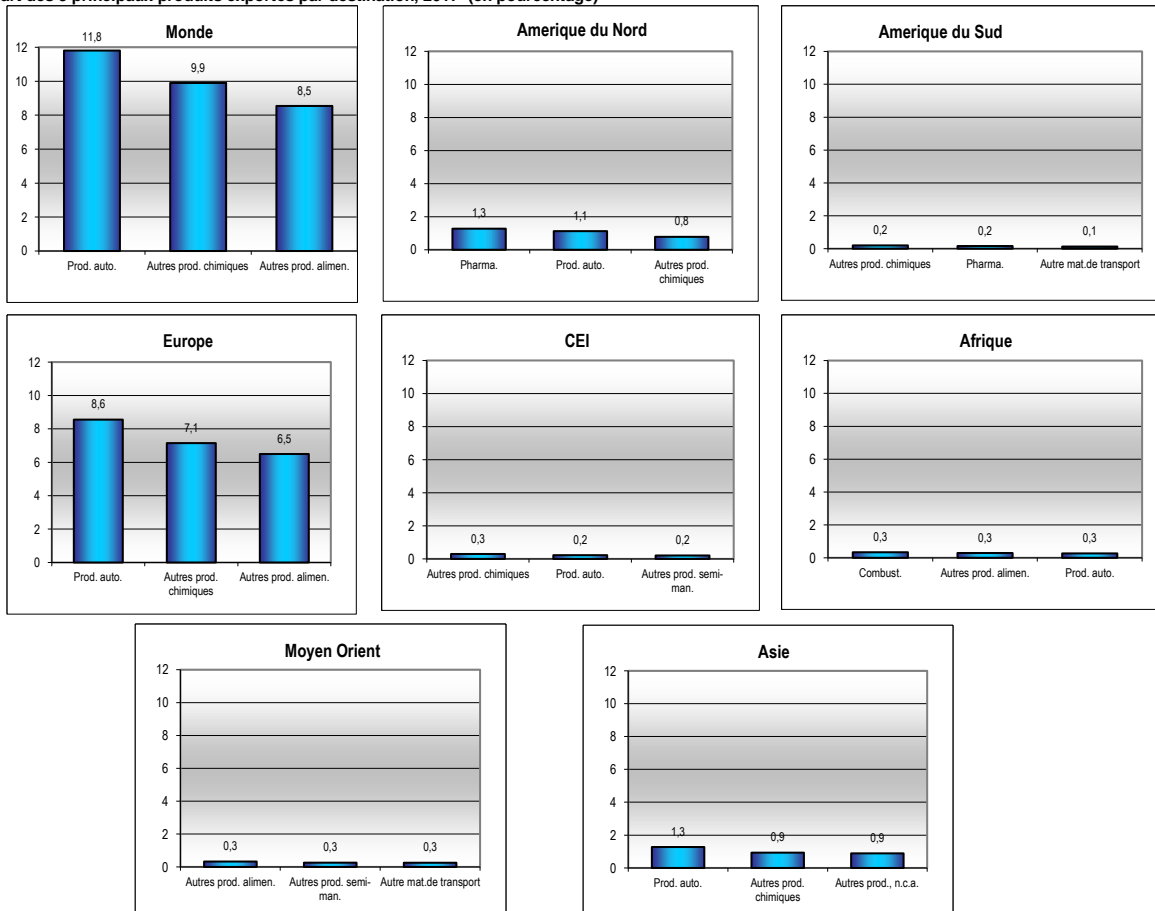 principaux produits exportés par destination,
(en pourcentage)
Monde
12
10
8
6
4
2
0
11,8
9,9
8,5
Prod. auto.
Autres prod. chimiques
Autres prod. alimen.
Amerique du Nord
12
10
8
6
4
2
0
1,3
1,1
0,8
Pharma.
Prod. auto.
Autres prod.
chimiques
Amerique du Sud
12
10
8
6
4
2
0
0,2
0,2
0,1
Autres prod. chimiques
Pharma.
Autre mat.de transport
Europe
12
10
8
6
4
2
0
8,6
7,1
6,5
Prod. auto.
Autres prod.
chimiques
Autres prod. alimen.
CEI
12
10
8
6
4
2
0
0,3
0,2
0,2
Autres prod. chimiques
Prod. auto.
Autres prod. semi-
man.
Afrique
12
10
8
6
4
2
0
0,3
0,3
0,3
Combust.
Autres prod. alimen.
Prod. auto.
Moyen Orient
12
10
8
6
4
2
0
0,3
0,3
0,3
Autres prod. alimen.
Autres prod. semi-
man.
Autre mat.de transport
Asie
12
10
8
6
4
2
0
1,3
0,9
0,9
Prod. auto.
Autres prod.
chimiques
Autres prod., n.c.a.